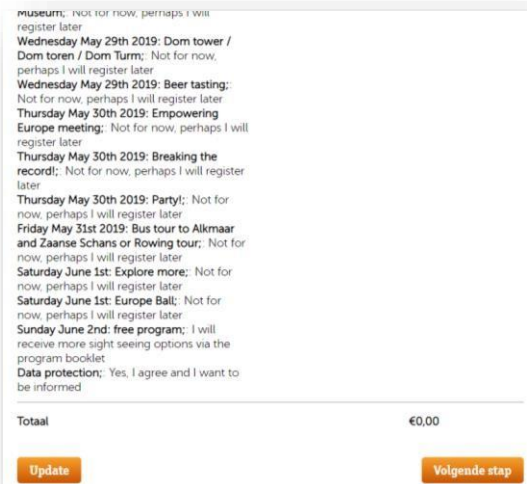 Museum;: Not for now, perhaps I will
register later
Wednesday May 29th 2019: Dom tower /
Dom toren / Dom Turm;: Not for now,
perhaps I will register later
Wednesday May 29th 2019: Beer tasting;:
Not for now, perhaps I will register later
Thursday May 30th 2019: Empowering
Europe meeting;: Not for now, perhaps I will
register later
Thursday May 30th 2019: Breaking the
record!;: Not for now, perhaps I will register
later
Thursday May 30th 2019: Party!;: Not for
now, perhaps I will register later
Friday May 31st 2019: Bus tour to Alkmaar
and Zaanse Schans or Rowing tour;: Not for
now, perhaps I will register later
Saturday June 1st: Explore more;: Not for
now, perhaps I will register later
Saturday June 1st: Europe Ball;: Not for
now, perhaps I will register later
Sunday June 2nd: free program;: I will
receive more sight seeing options via the
program booklet
Data protection;: Yes, I agree and I want to
be informed
Totaal €0,00
Update Volgende stap